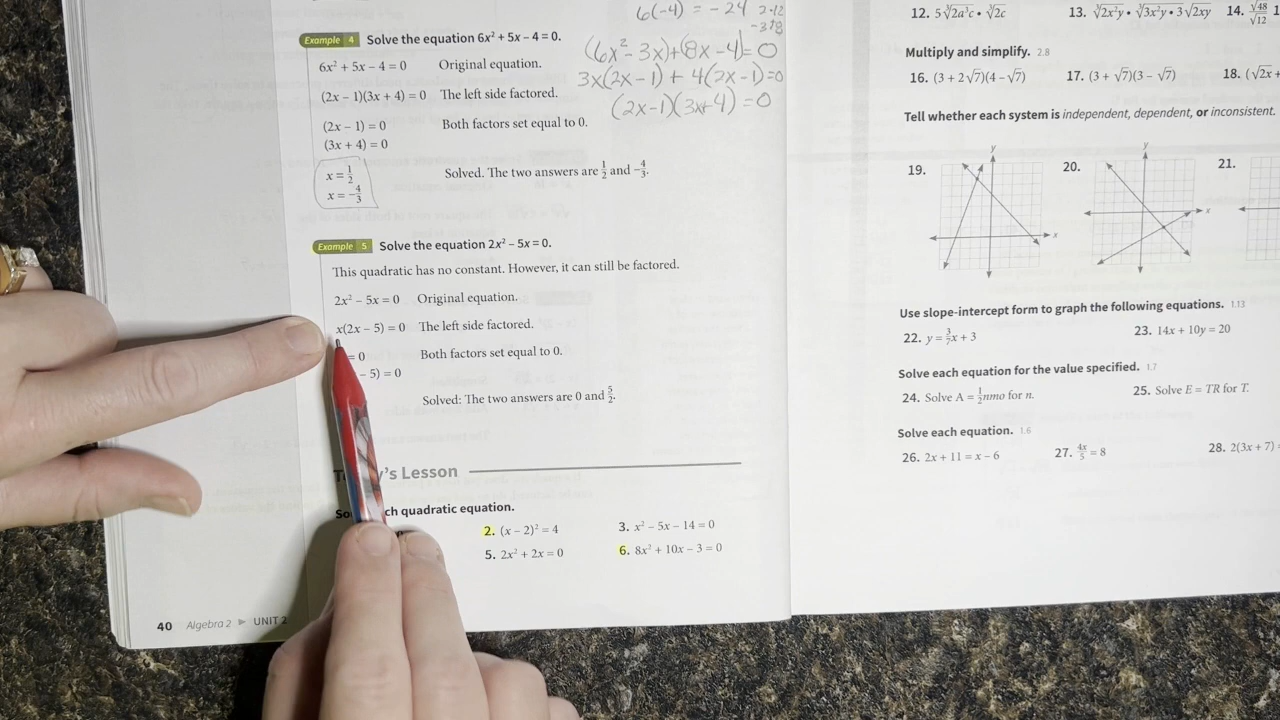 6(-4) = -24 2·12
-3+8
Example 4 Solve the equation 6x² + 5x – 4 = 0.
(6x² - 3x)+(8x - 4) = 0
6x² + 5x – 4 = 0 Original equation.
3x(2x - 1) + 4(2x - 1)=0
(2x – 1)(3x + 4) = 0 The left side factored.
(2x-1)(3x+4) = 0
(2x – 1) = 0 Both factors set equal to 0.
(3x + 4) = 0
x = 1/2 Solved. The two answers are 1/2 and –4/3.
x = –4/3
Example 5 Solve the equation 2x² – 5x = 0.
This quadratic has no constant. However, it can still be factored.
2x² – 5x = 0 Original equation.
x(2x – 5) = 0 The left side factored.
= 0 Both factors set equal to 0.
– 5) = 0
Solved: The two answers are 0 and 5/2.
's Lesson
ch quadratic equation.
2. (x – 2)² = 4 3. x² – 5x – 14 = 0
5. 2x² + 2x = 0 6. 8x² + 10x – 3 = 0
40 Algebra 2 ▶ UNIT 2
12. 5∛2a²c • ∛2c 14. √48/√12
Multiply and simplify. 2.8
16. (3 + 2√7)(4 – √7) 17. (3 + √7)(3 – √7) 18. (√2x +
Tell whether each system is independent, dependent, or inconsistent.
19. 20. 21.
y y
x x
Use slope-intercept form to graph the following equations. 1.13
22. y = 3/7x + 3 23. 14x + 10y = 20
Solve each equation for the value specified. 1.7
24. Solve A = 1/2nmo for n. 25. Solve E = TR for T.
Solve each equation. 1.6
26. 2x + 11 = x – 6 27. 4x/5 = 8 28. 2(3x + 7) =